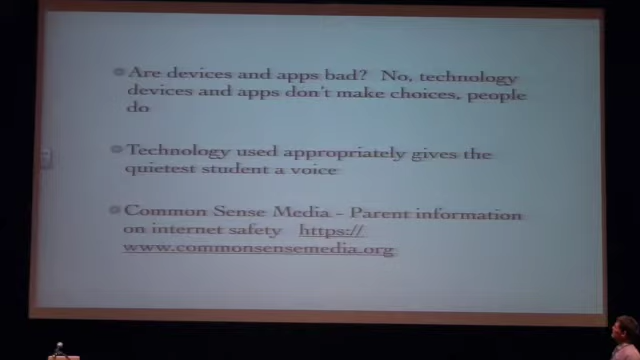 Are devices and apps bad? No, technology
devices and apps don't make choices, people
do
Technology used appropriately gives the
quietest student a voice
Common Sense Media - Parent information
on internet safety https://
www.commonsensemedia.org